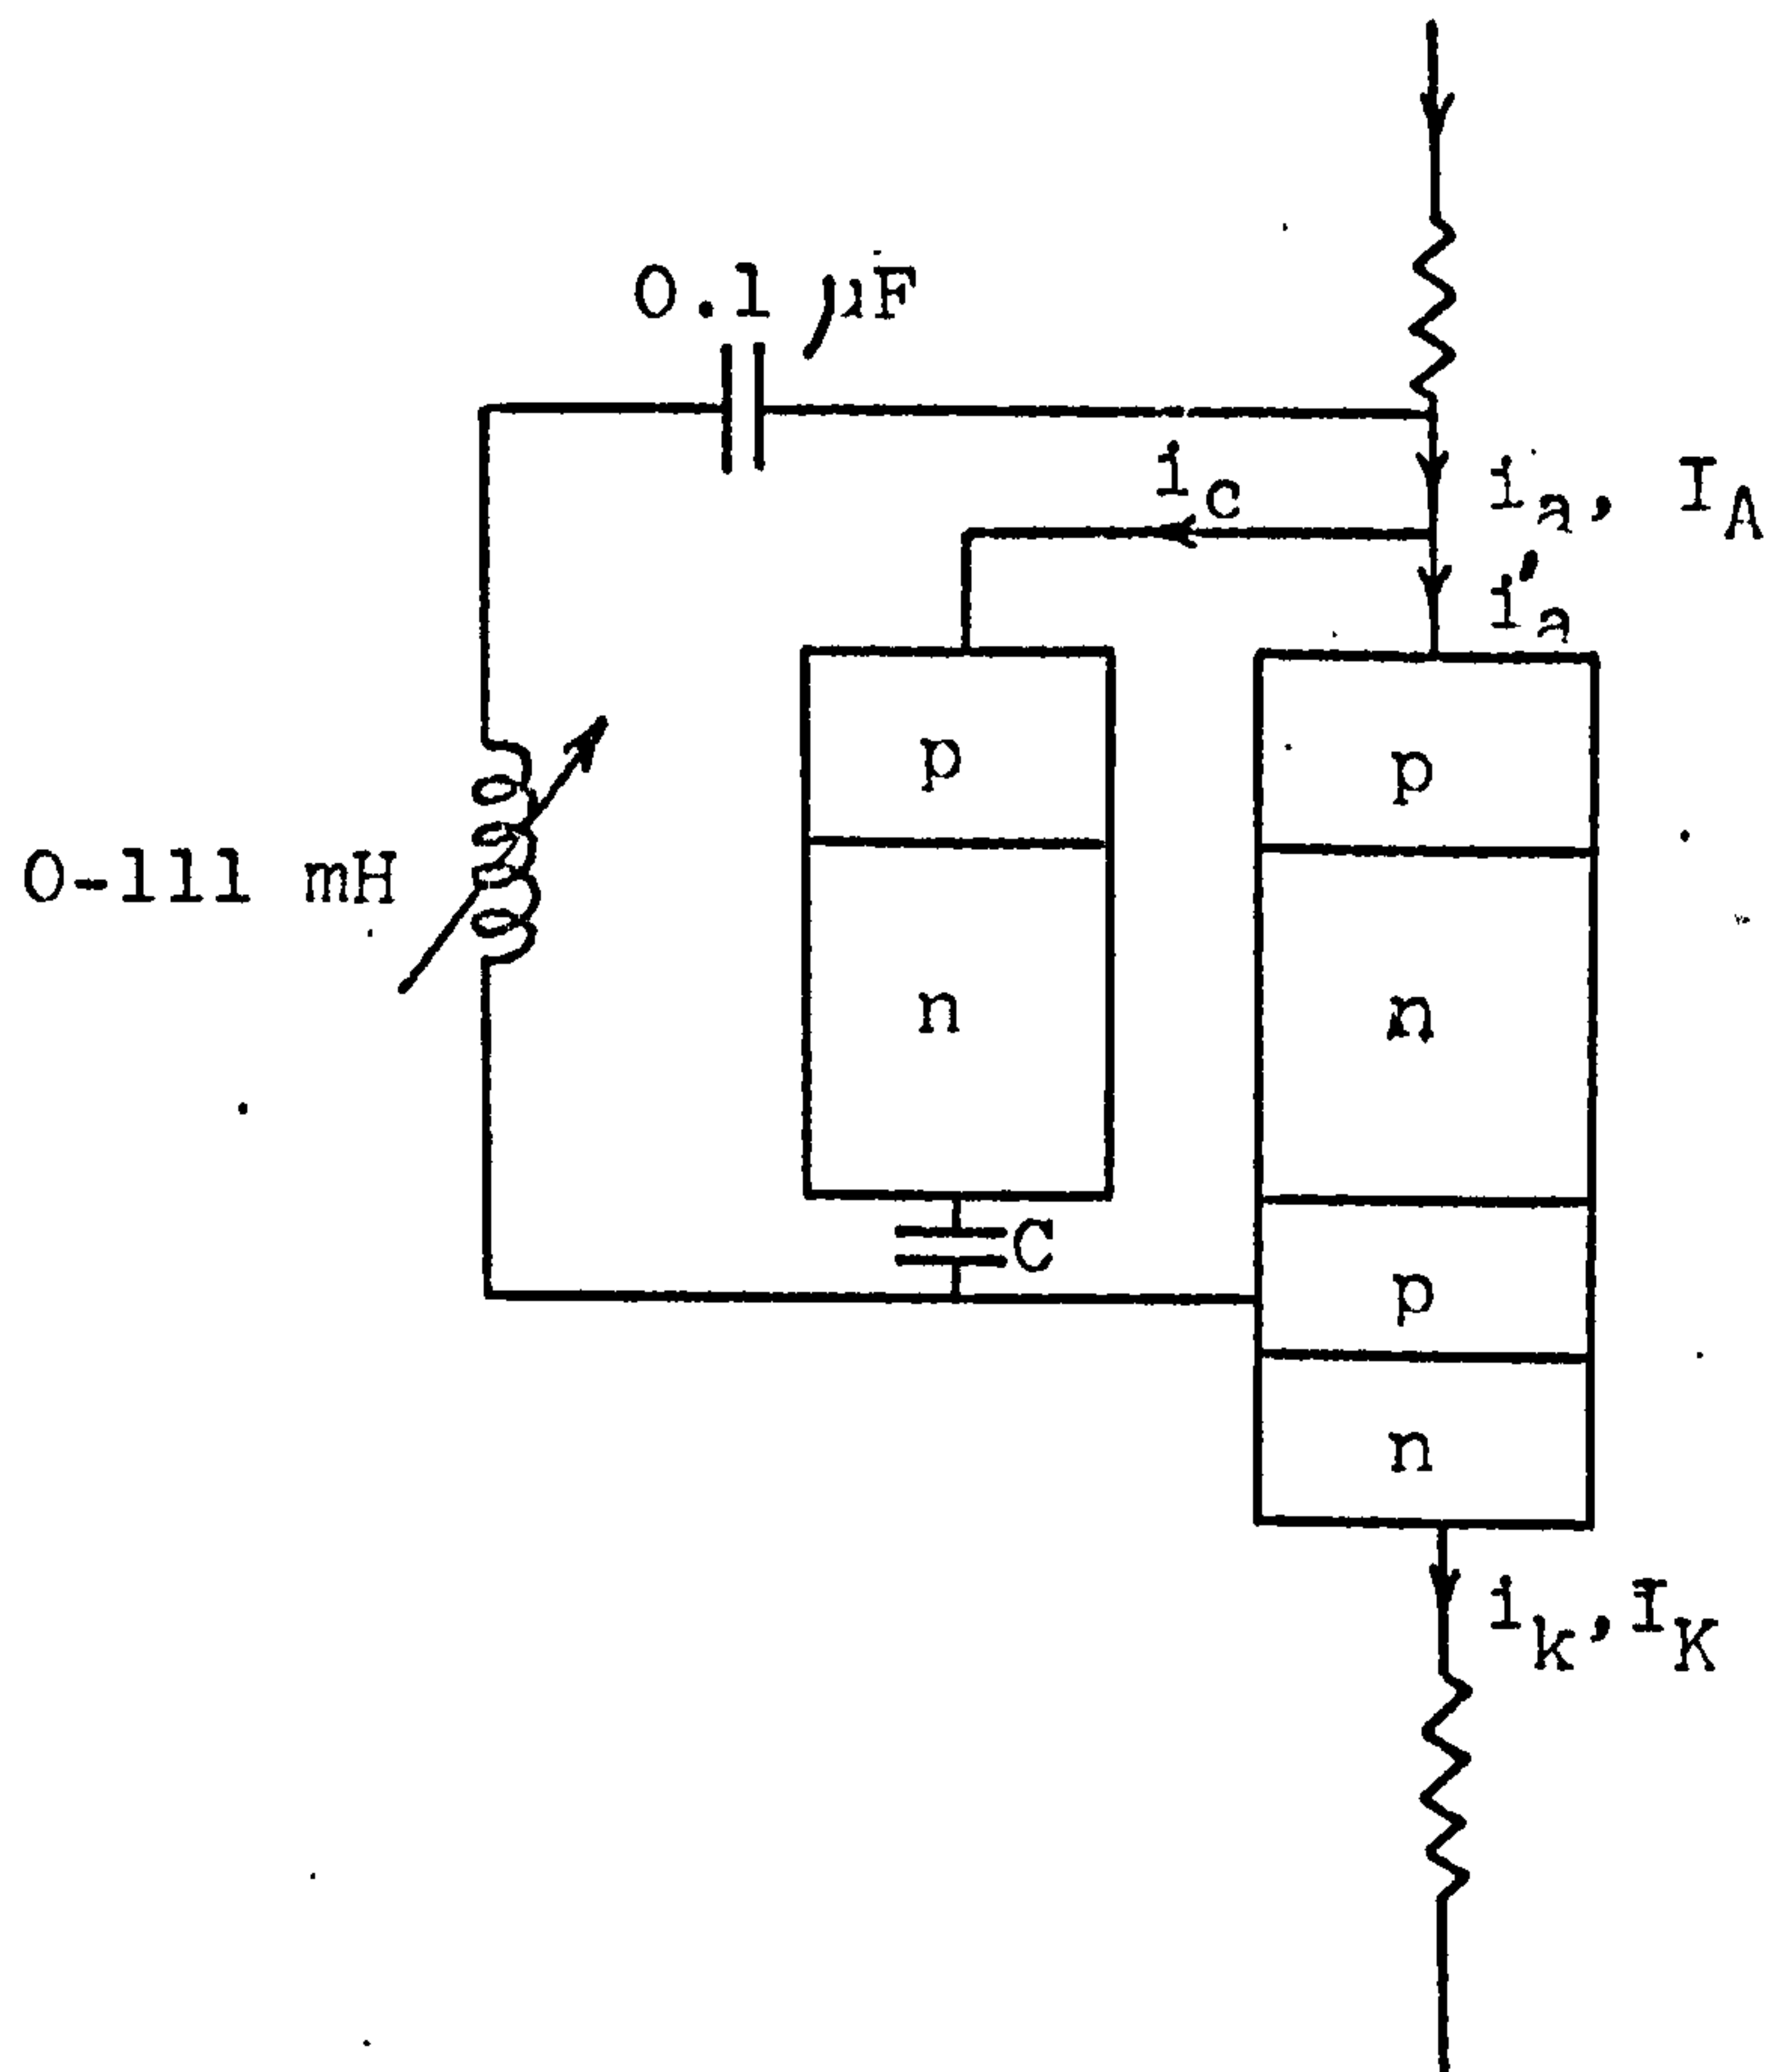 0.1 μF
i_c
i_a, I_A
i'_a
p
p
0-111 mH
n
n
C
p
n
i_k, I_K